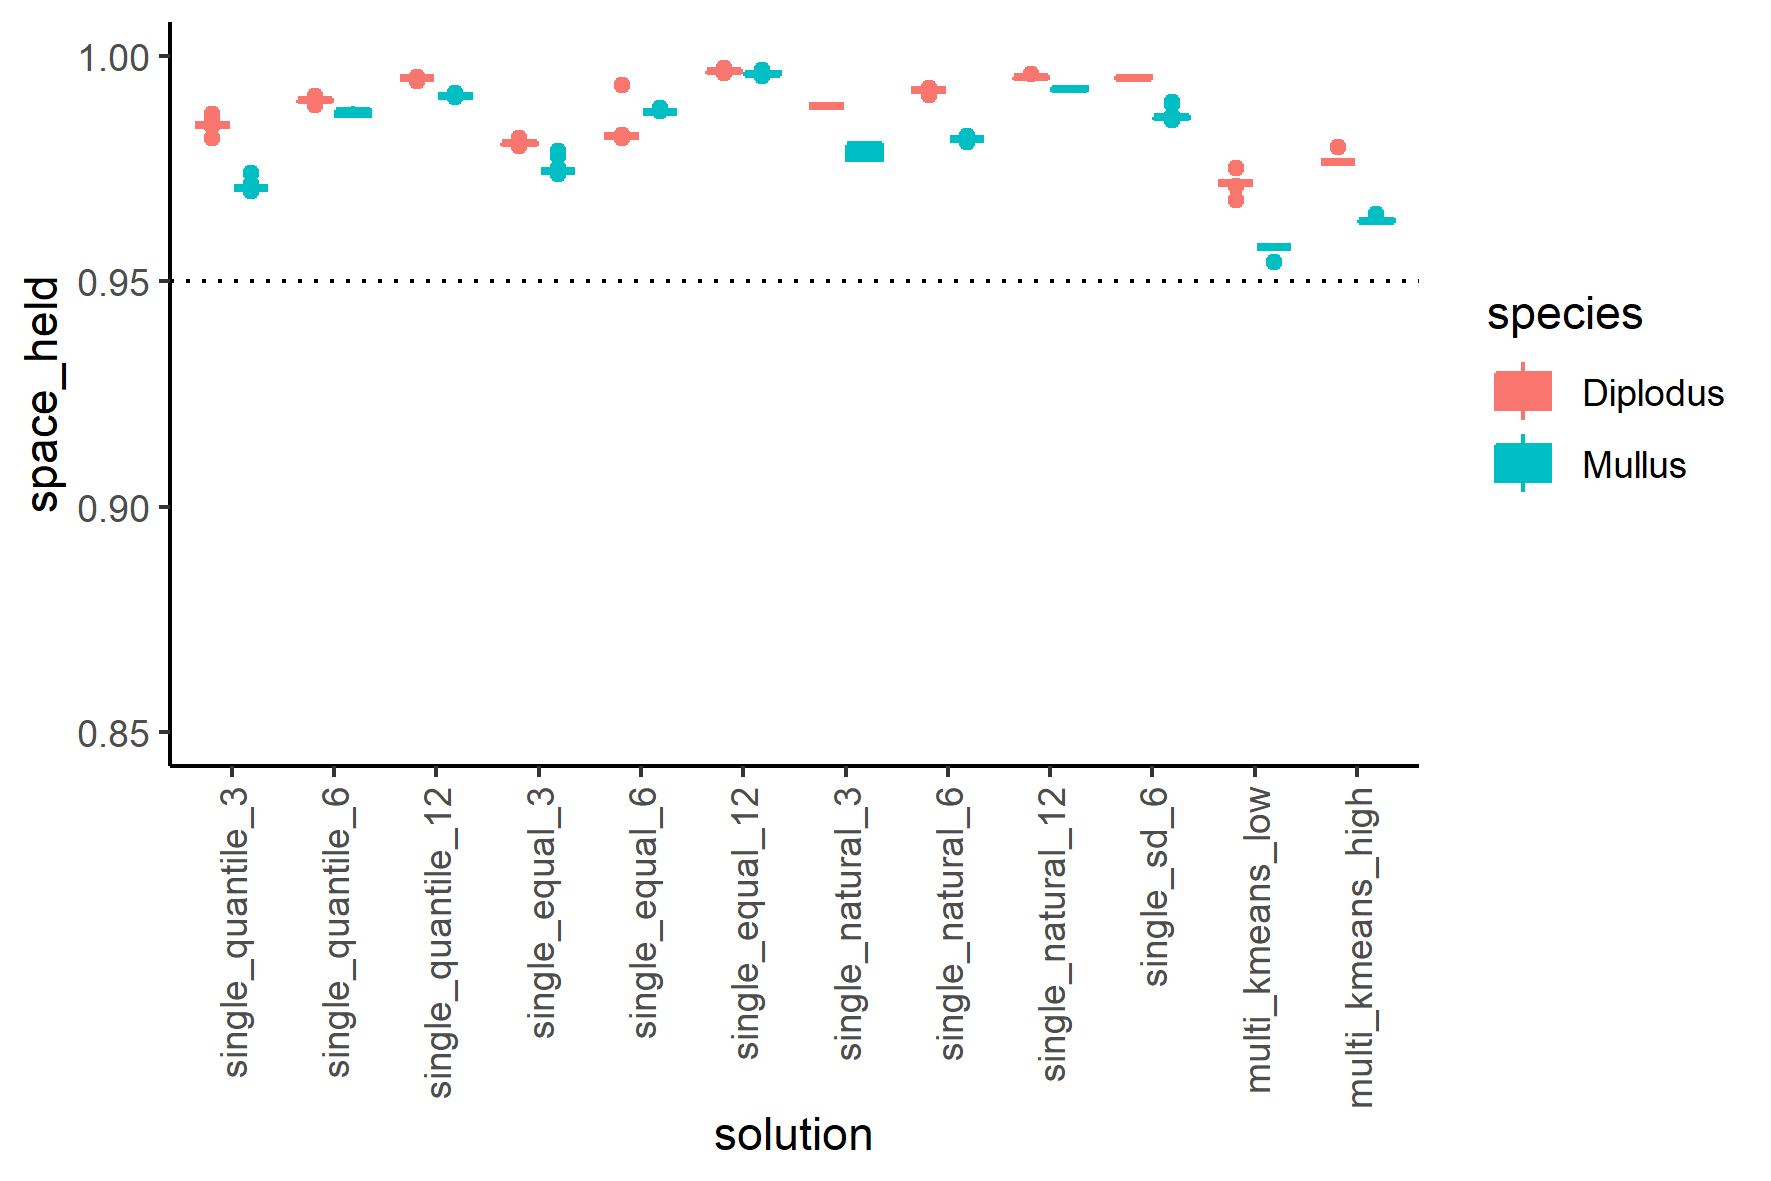 space_held
1.00
0.95
0.90
0.85
single_quantile_3
single_quantile_6
single_quantile_12
single_equal_3
single_equal_6
single_equal_12
single_natural_3
single_natural_6
single_natural_12
single_sd_6
multi_kmeans_low
multi_kmeans_high
solution
species
Diplodus
Mullus